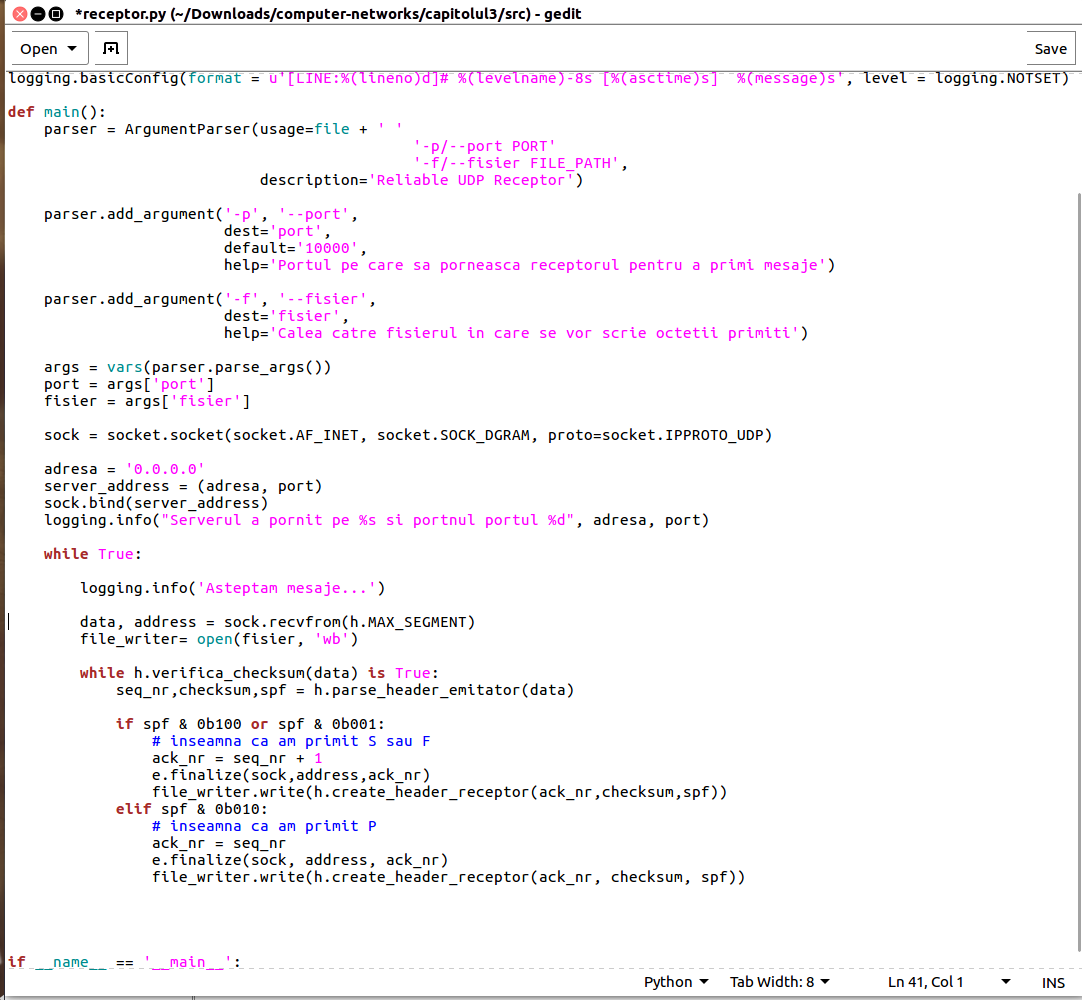 *receptor.py (~/Downloads/computer-networks/capitolul3/src) - gedit
Open
Save
logging.basicConfig(format = u'[LINE:%(lineno)d]# %(levelname)-8s [%(asctime)s]  %(message)s', level = logging.NOTSET)
def main():
    parser = ArgumentParser(usage=file + ' '
                                         '-p/--port PORT'
                                         '-f/--fisier FILE_PATH',
                            description='Reliable UDP Receptor')
    parser.add_argument('-p', '--port',
                        dest='port',
                        default='10000',
                        help='Portul pe care sa porneasca receptorul pentru a primi mesaje')
    parser.add_argument('-f', '--fisier',
                        dest='fisier',
                        help='Calea catre fisierul in care se vor scrie octetii primiti')
    args = vars(parser.parse_args())
    port = args['port']
    fisier = args['fisier']
    sock = socket.socket(socket.AF_INET, socket.SOCK_DGRAM, proto=socket.IPPROTO_UDP)
    adresa = '0.0.0.0'
    server_address = (adresa, port)
    sock.bind(server_address)
    logging.info("Serverul a pornit pe %s si portnul portul %d", adresa, port)
    while True:
        logging.info('Asteptam mesaje...')
        data, address = sock.recvfrom(h.MAX_SEGMENT)
        file_writer= open(fisier, 'wb')
        while h.verifica_checksum(data) is True:
            seq_nr,checksum,spf = h.parse_header_emitator(data)
            if spf & 0b100 or spf & 0b001:
                # inseamna ca am primit S sau F
                ack_nr = seq_nr + 1
                e.finalize(sock,address,ack_nr)
                file_writer.write(h.create_header_receptor(ack_nr,checksum,spf))
            elif spf & 0b010:
                # inseamna ca am primit P
                ack_nr = seq_nr
                e.finalize(sock, address, ack_nr)
                file_writer.write(h.create_header_receptor(ack_nr, checksum, spf))
if __name__ == '__main__':
Python
Tab Width: 8
Ln 41, Col 1
INS